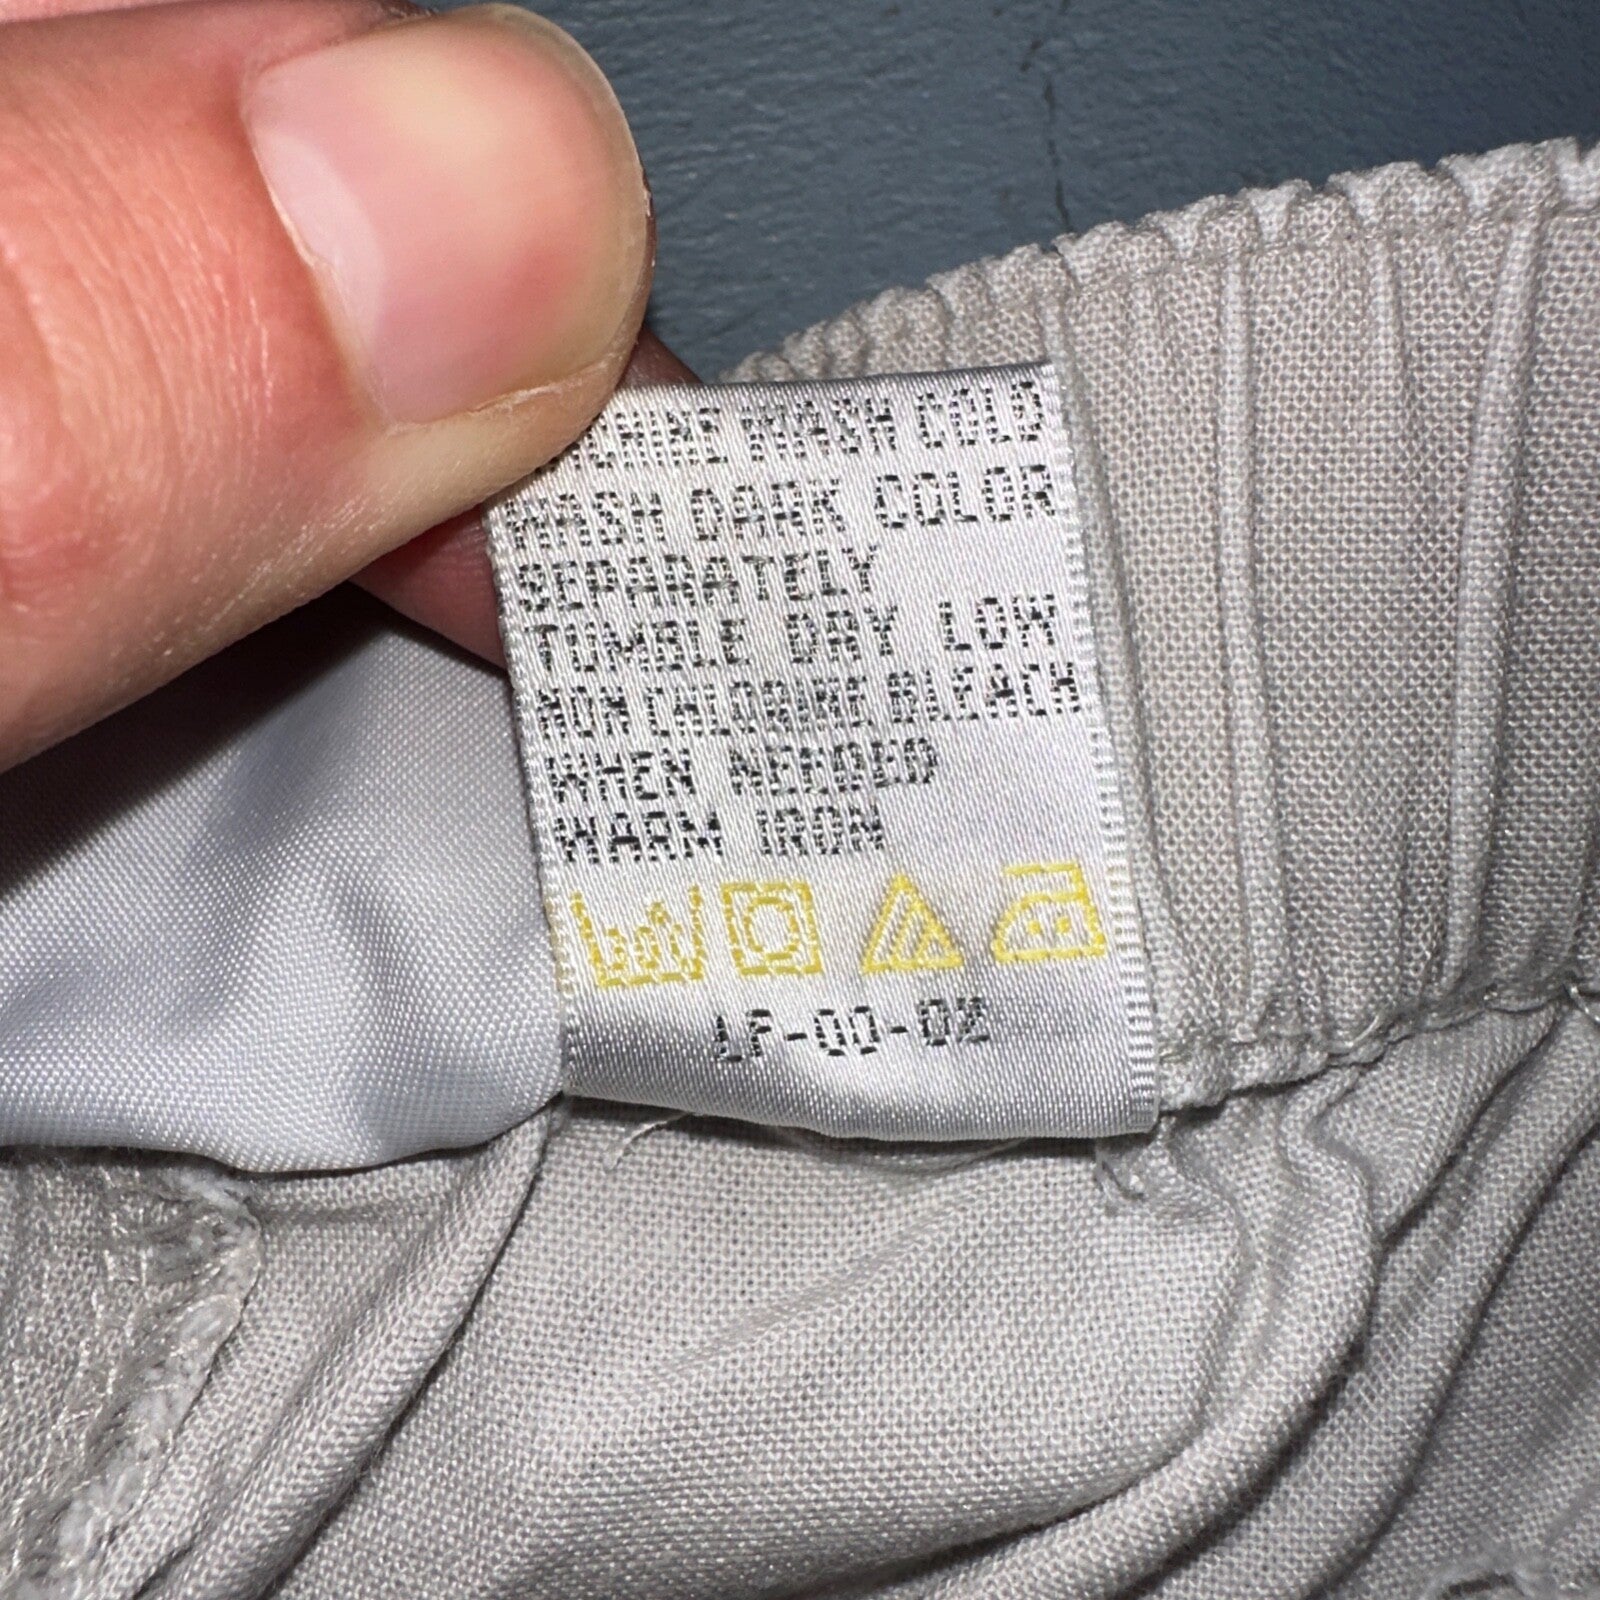 MACHINE WASH COLD
WASH DARK COLOR
SEPARATELY
TUMBLE DRY LOW
NON CHLORINE BLEACH
WHEN NEEDED
WARM IRON
LF-00-02